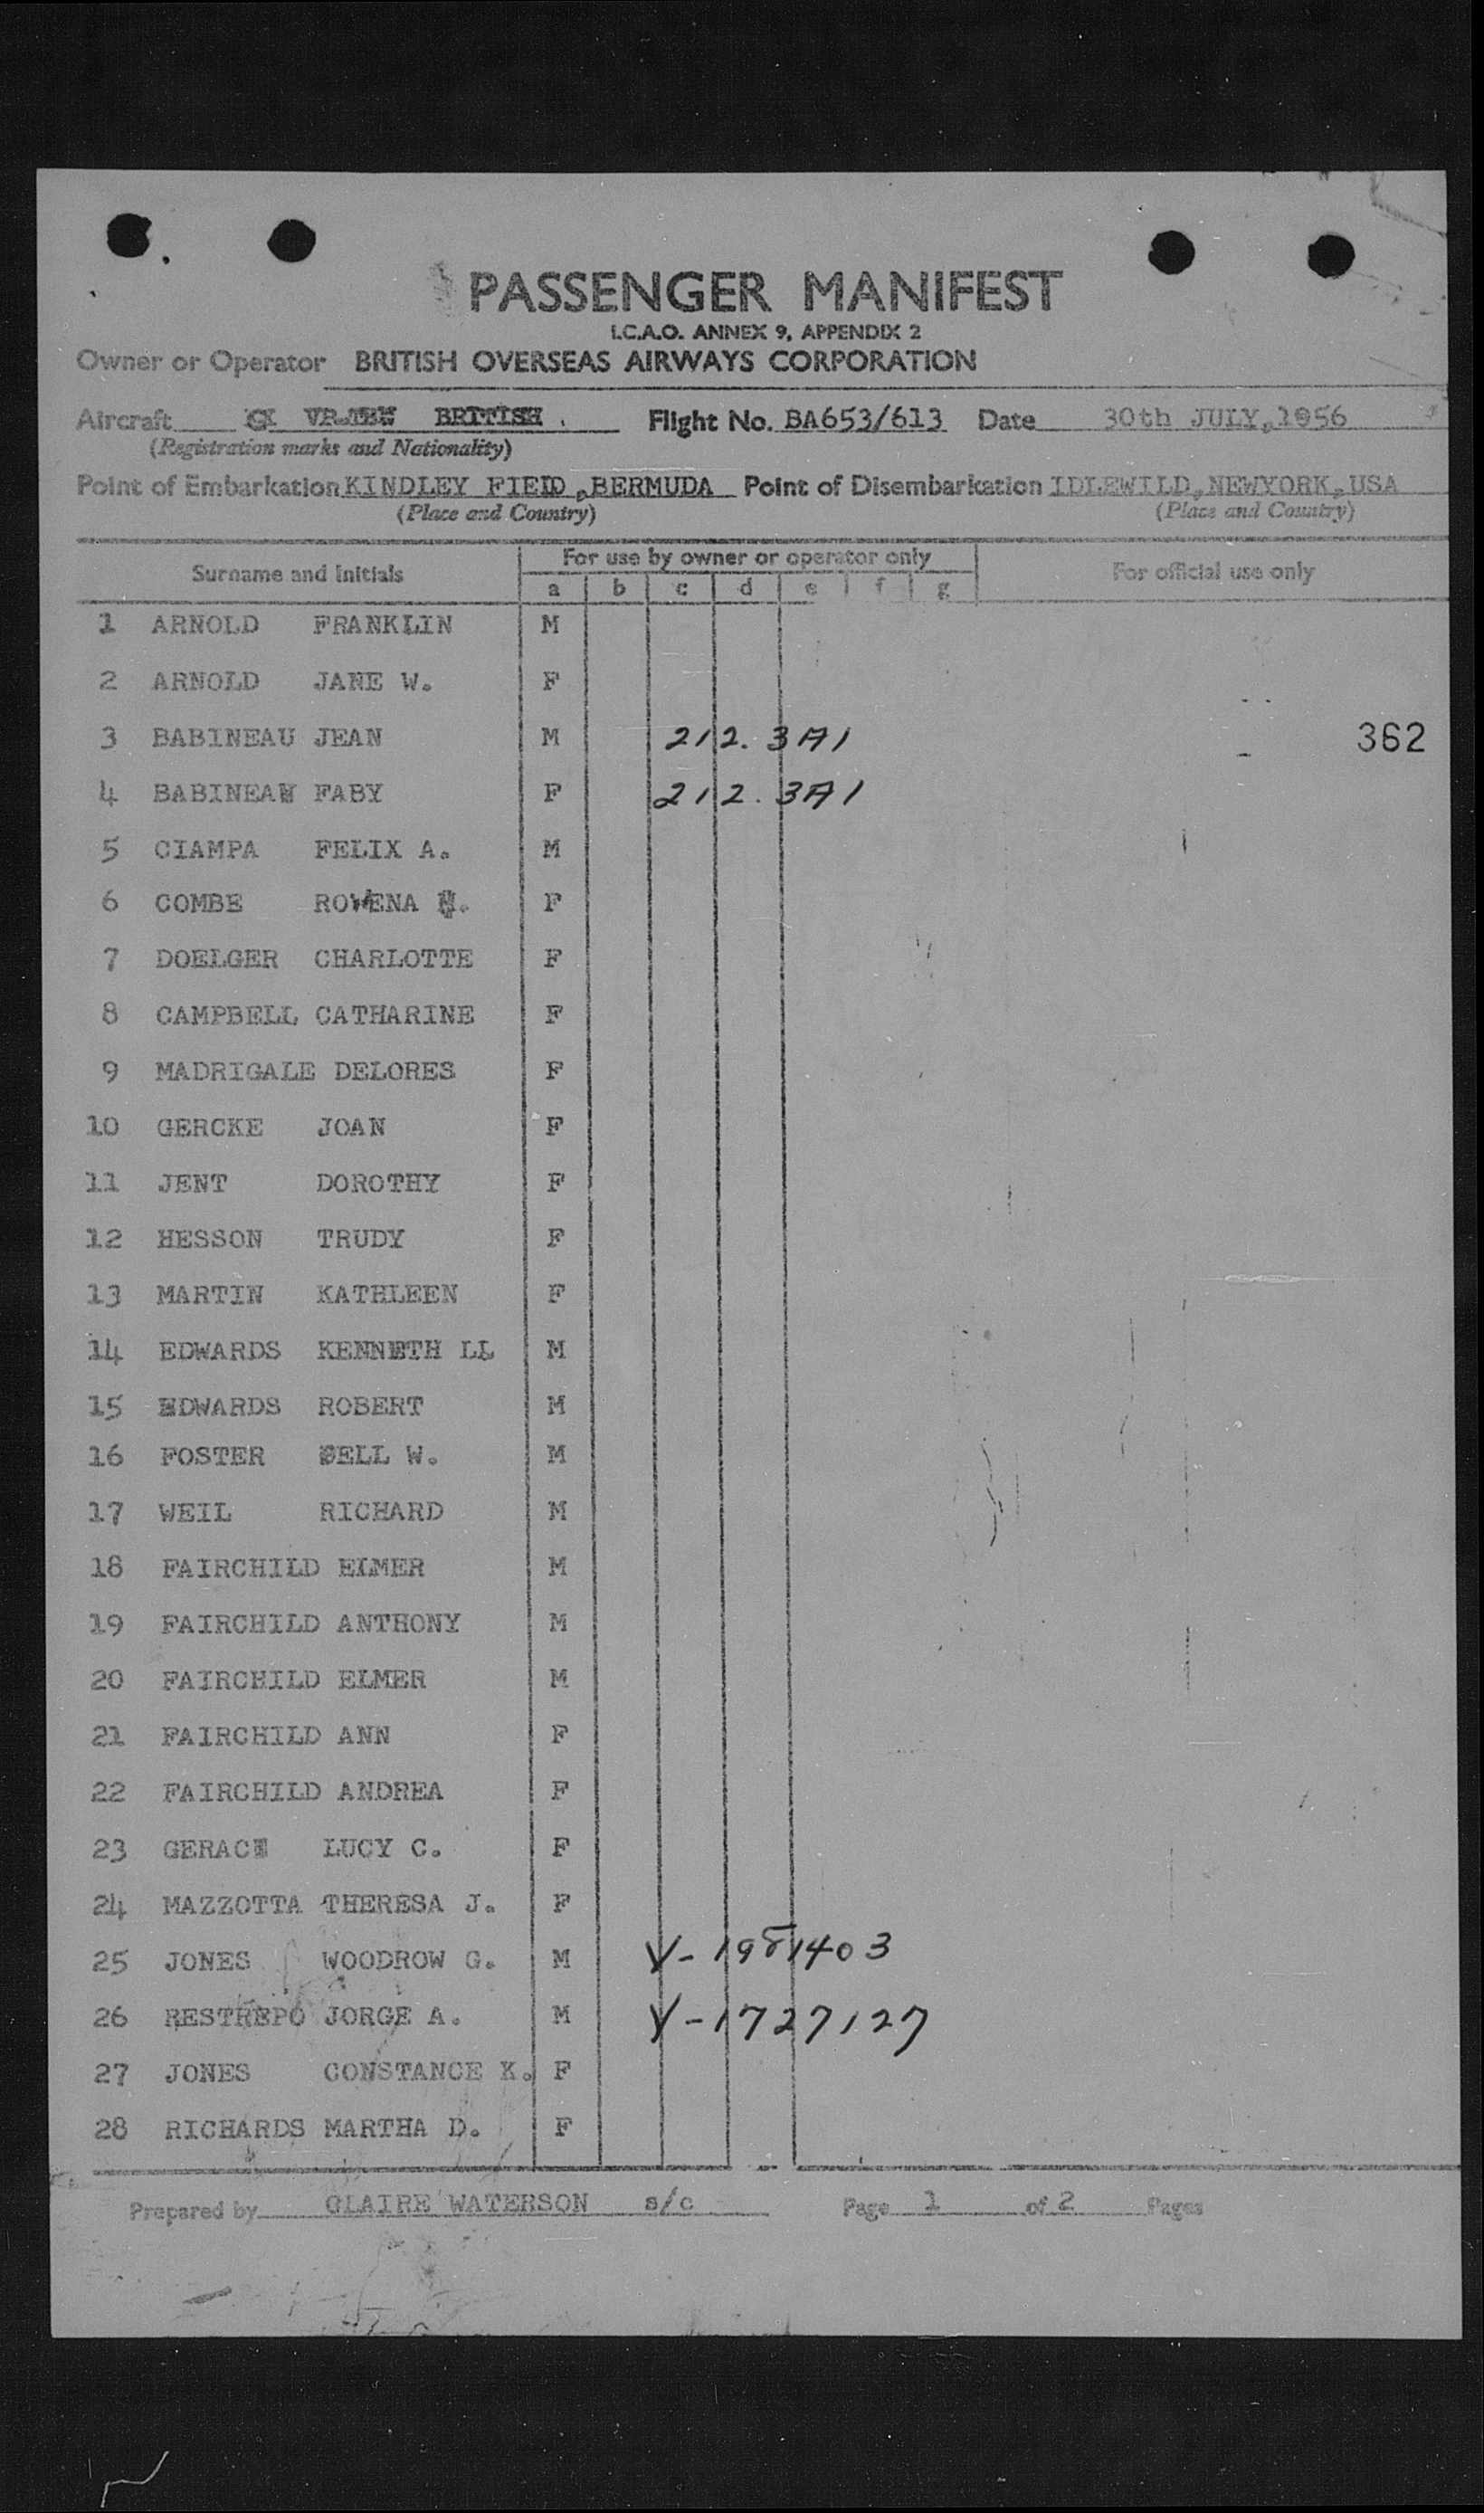 PASSENGER MANIFEST
I.C.A.O. ANNEX 9, APPENDIX 2
Owner or Operator BRITISH OVERSEAS AIRWAYS CORPORATION
Aircraft BRITISH. Flight No. BA653/613 Date 30th JULY,1956
(Registration marks and Nationality)
Point of Embarkation KINDLEY FIELD,BERMUDA Point of Disembarkation IDLEWILD,NEWYORK,USA
(Place and Country) (Place and Country)
Surname and Initials For use by owner or operator only For official use only
a b c d e f g
1 ARNOLD FRANKLIN M
2 ARNOLD JANE W. F
3 BABINEAU JEAN M 212.3A1 362
4 BABINEAU FABY F 212.3A1
5 CIAMPA FELIX A. M
6 COMBE ROWENA F
7 DOELGER CHARLOTTE F
8 CAMPBELL CATHARINE F
9 MADRIGALE DELORES F
10 GERCKE JOAN F
11 JENT DOROTHY F
12 HESSON TRUDY F
13 MARTIN KATHLEEN F
14 EDWARDS KENNETH LL M
15 EDWARDS ROBERT M
16 FOSTER W. M
17 WEIL RICHARD M
18 FAIRCHILD ELMER M
19 FAIRCHILD ANTHONY M
20 FAIRCHILD ELMER M
21 FAIRCHILD ANN F
22 FAIRCHILD ANDREA F
23 LUCY C. F
24 MAZZOTTA THERESA J. F
25 JONES WOODROW G. M V-1981403
26 RESTREPO JORGE A. M V-1727127
27 JONES CONSTANCE K. F
28 RICHARDS MARTHA D. F
Prepared by CLAIRE WATERSON s/c Page 1 of 2 Pages